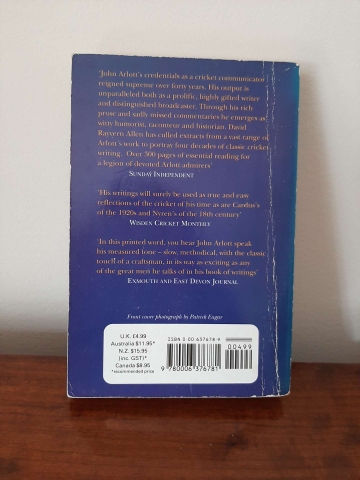 'John Arlott's credentials as a cricket communicator
reigned supreme over forty years. His output is
unparalleled both as a prolific, highly gifted writer
and distinguished broadcaster. Through his rich
prose and sadly missed commentaries he emerges as
witty humorist, raconteur and historian. David
Rayvern Allen has culled extracts from a vast range of
Arlott's work to portray four decades of classic cricket
writing. Over 500 pages of essential reading for
a legion of devoted Arlott admirers'
SUNDAY INDEPENDENT
'His writings will surely be used as true and easy
reflections of the cricket of his time as are Cardus's
of the 1920s and Nyren's of the 18th century'
WISDEN CRICKET MONTHLY
'In this printed word, you hear John Arlott speak
his measured tone – slow, methodical, with the classic
touch of a craftsman, in its way as exciting as any
of the great men he talks of in his book of writings'
EXMOUTH AND EAST DEVON JOURNAL
Front cover photograph by Patrick Eagar
U.K. £4.99
Australia $11.95*
N.Z. $15.95
(inc. GST)*
Canada $8.95
*recommended price
ISBN 0 00 637678-9
00499
9 780006 376781